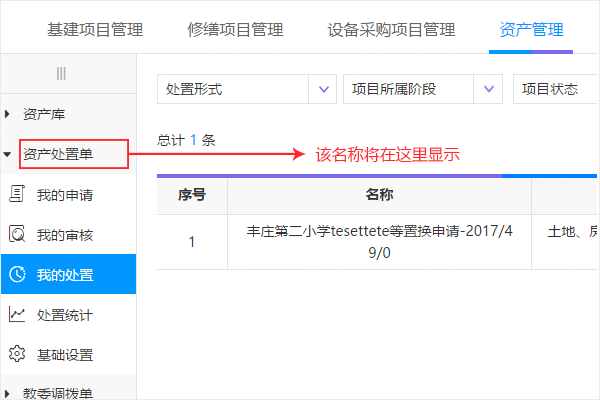 基建项目管理 修缮项目管理 设备采购项目管理 资产管理
处置形式 项目所属阶段 项目状态
资产库
总计 1 条
资产处置单
该名称将在这里显示
序号 名称
我的申请
我的审核
1 丰庄第二小学tesettete等置换申请-2017/4
9/0
土地、房
我的处置
处置统计
基础设置
教委调拨单